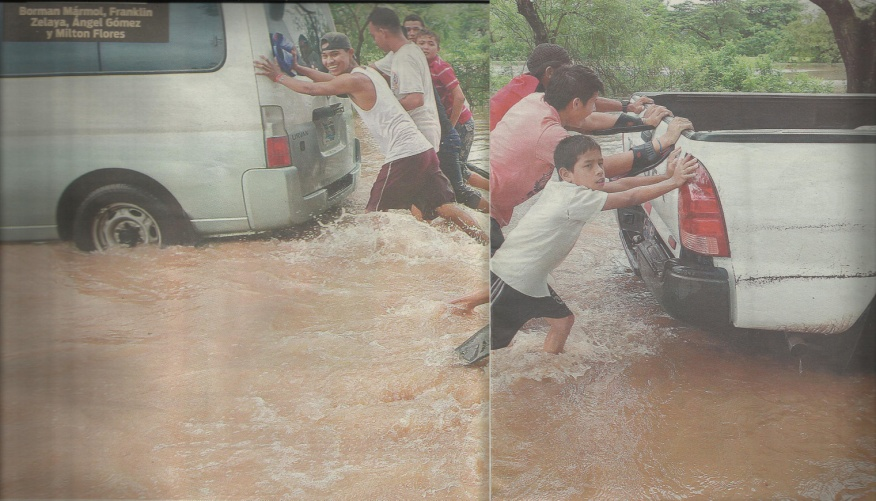 Borman Mármol, Franklin
Zelaya, Ángel Gómez
y Milton Flores